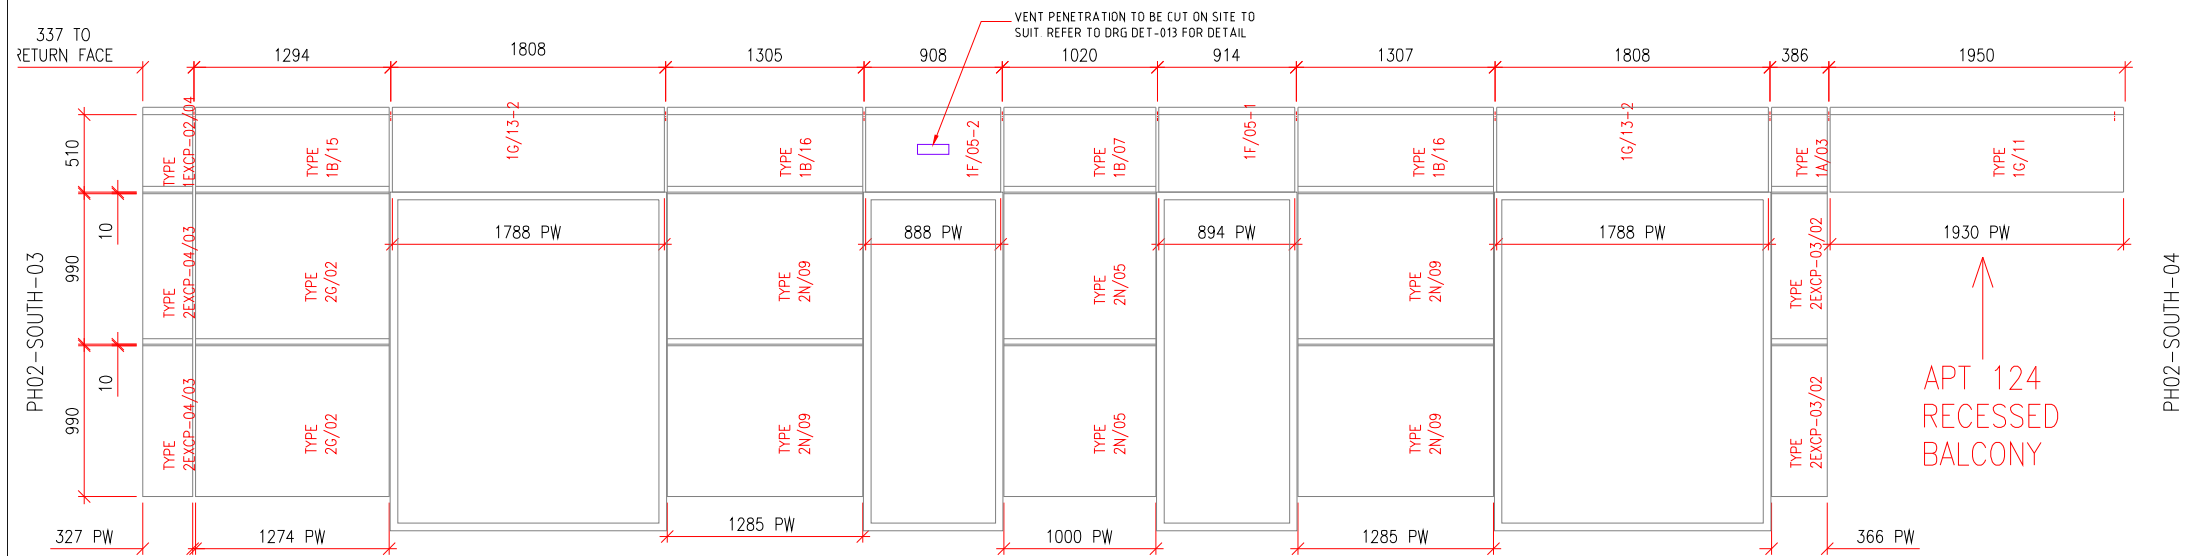 VENT PENETRATION TO BE CUT ON SITE TO
SUIT. REFER TO DRG DET-013 FOR DETAIL
337 TO
RETURN FACE
1294
1808
1305
908
1020
914
1307
1808
386
1950
510
10
990
10
990
PH02-SOUTH-03
PH02-SOUTH-04
TYPE
1EXCP-02/04
TYPE
1B/15
1G/13-2
TYPE
1B/16
1F/05-2
TYPE
1B/07
1F/05-1
TYPE
1B/16
1G/13-2
TYPE
1A/03
TYPE
1G/11
1788 PW
888 PW
894 PW
1788 PW
1930 PW
TYPE
2EXCP-04/03
TYPE
2G/02
TYPE
2N/09
TYPE
2N/05
TYPE
2N/09
TYPE
2EXCP-03/02
TYPE
2EXCP-04/03
TYPE
2G/02
TYPE
2N/09
TYPE
2N/05
TYPE
2N/09
TYPE
2EXCP-03/02
APT 124
RECESSED
BALCONY
327 PW
1274 PW
1285 PW
1000 PW
1285 PW
366 PW